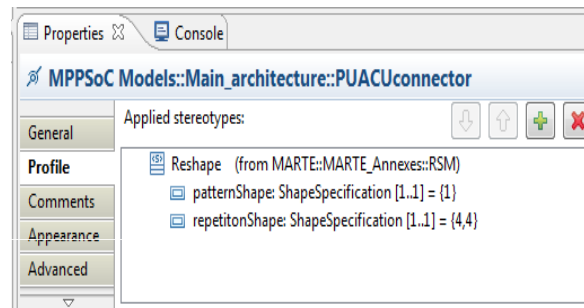 Properties Console
MPPSoC Models::Main_architecture::PUACUconnector
General
Profile
Comments
Appearance
Advanced
Applied stereotypes:
Reshape (from MARTE::MARTE_Annexes::RSM)
patternShape: ShapeSpecification [1..1] = {1}
repetitonShape: ShapeSpecification [1..1] = {4,4}